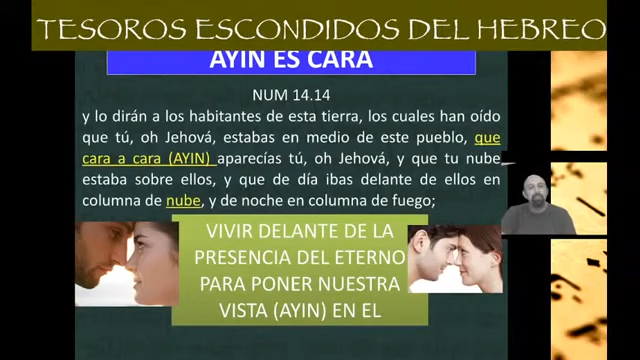 TESOROS ESCONDIDOS DEL HEBREO
AYIN ES CARA
NUM 14.14
y lo dirán a los habitantes de esta tierra, los cuales han oído
que tú, oh Jehová, estabas en medio de este pueblo, que
cara a cara (AYIN) aparecías tú, oh Jehová, y que tu nube
estaba sobre ellos, y que de día ibas delante de ellos en
columna de nube, y de noche en columna de fuego;
VIVIR DELANTE DE LA
PRESENCIA DEL ETERNO
PARA PONER NUESTRA
VISTA (AYIN) EN EL